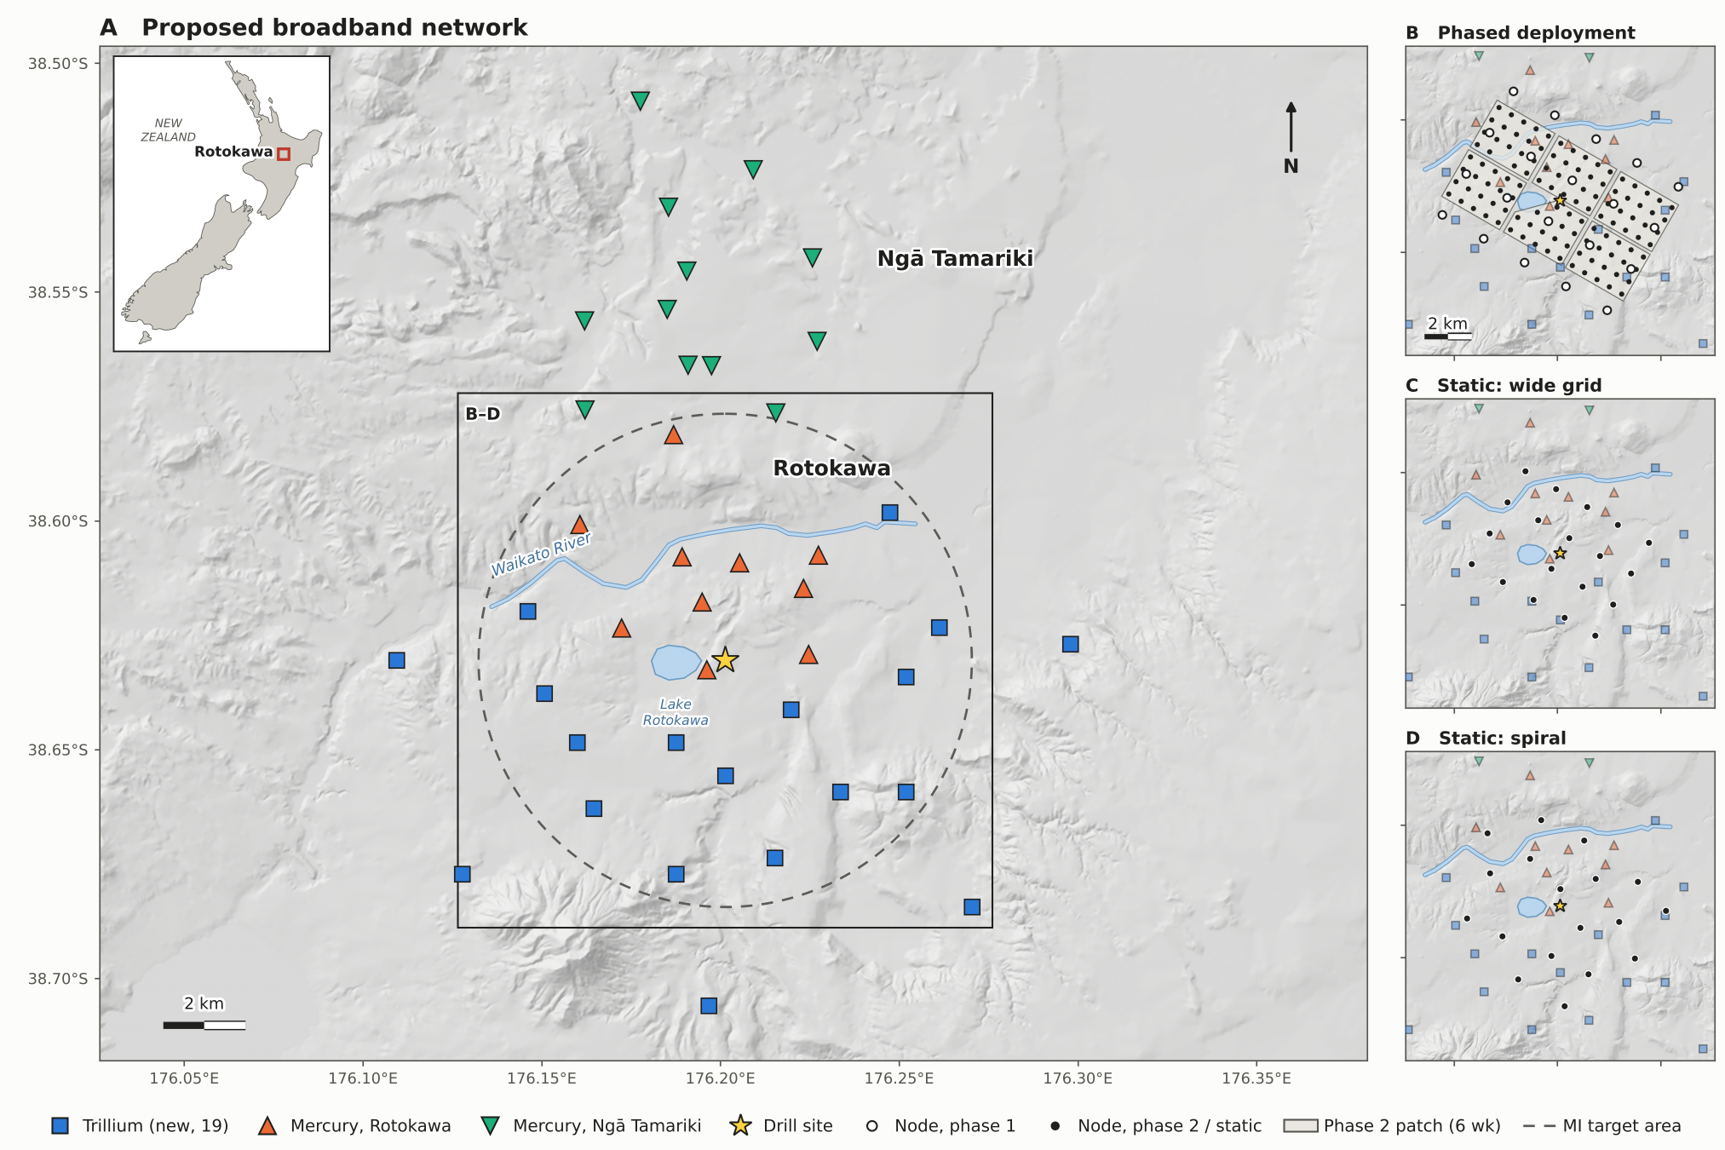 A Proposed broadband network
38.50°S
38.55°S
38.60°S
38.65°S
38.70°S
NEW
ZEALAND
Rotokawa
N
Ngā Tamariki
B–D
Rotokawa
Waikato River
Lake
Rotokawa
2 km
176.05°E
176.10°E
176.15°E
176.20°E
176.25°E
176.30°E
176.35°E
B Phased deployment
2 km
C Static: wide grid
D Static: spiral
Trillium (new, 19)
Mercury, Rotokawa
Mercury, Ngā Tamariki
Drill site
Node, phase 1
Node, phase 2 / static
Phase 2 patch (6 wk)
MI target area